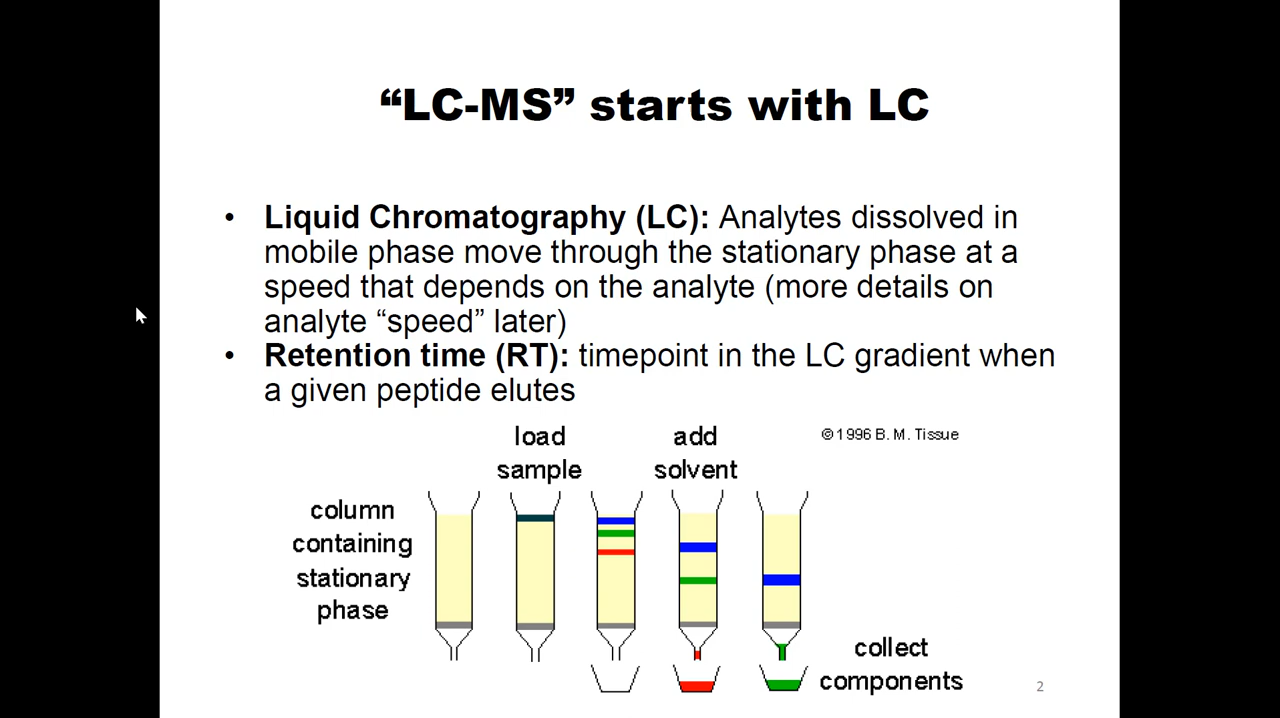 “LC-MS” starts with LC
• Liquid Chromatography (LC): Analytes dissolved in
mobile phase move through the stationary phase at a
speed that depends on the analyte (more details on
analyte “speed” later)
• Retention time (RT): timepoint in the LC gradient when
a given peptide elutes
©1996 B. M. Tissue
load
sample
add
solvent
column
containing
stationary
phase
collect
components
2